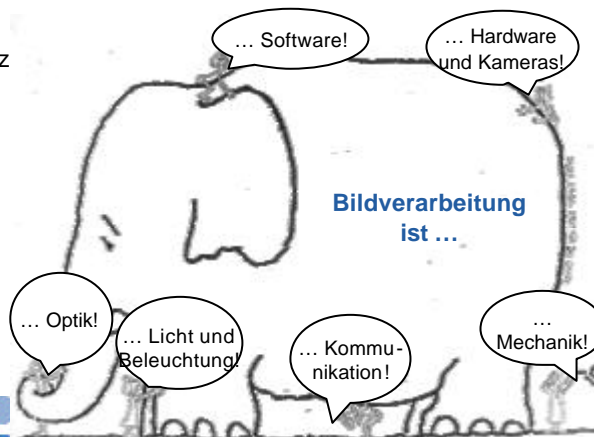 z
… Software!
… Hardware
und Kameras!
Bildverarbeitung
ist …
… Optik!
… Licht und
Beleuchtung!
… Kommu-
nikation!
…
Mechanik!